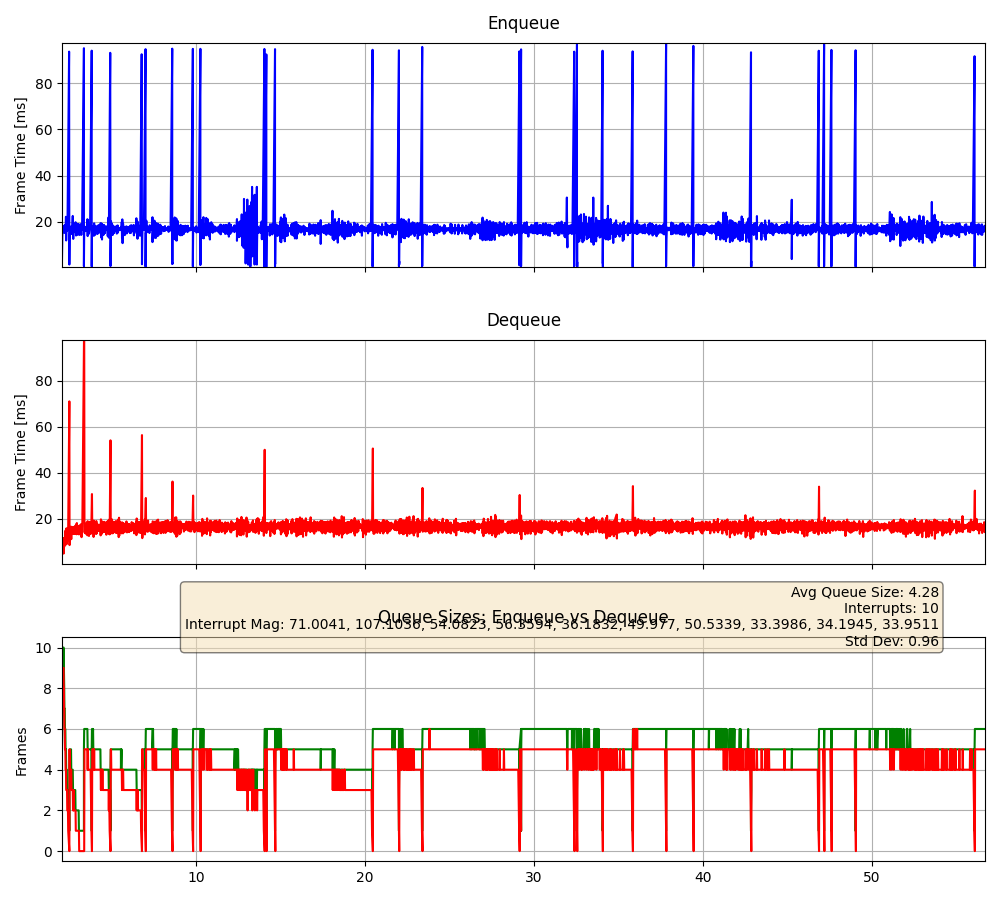 Enqueue
Frame Time [ms]
80
60
40
20
Dequeue
Frame Time [ms]
80
60
40
20
Avg Queue Size: 4.28
Interrupts: 10
Queue Sizes: Enqueue vs Dequeue
Interrupt Mag: 71.0041, 107.1036, 54.0823, 56.3594, 36.1832, 49.977, 50.5339, 33.3986, 34.1945, 33.9511
Std Dev: 0.96
Frames
10
8
6
4
2
0
10 20 30 40 50